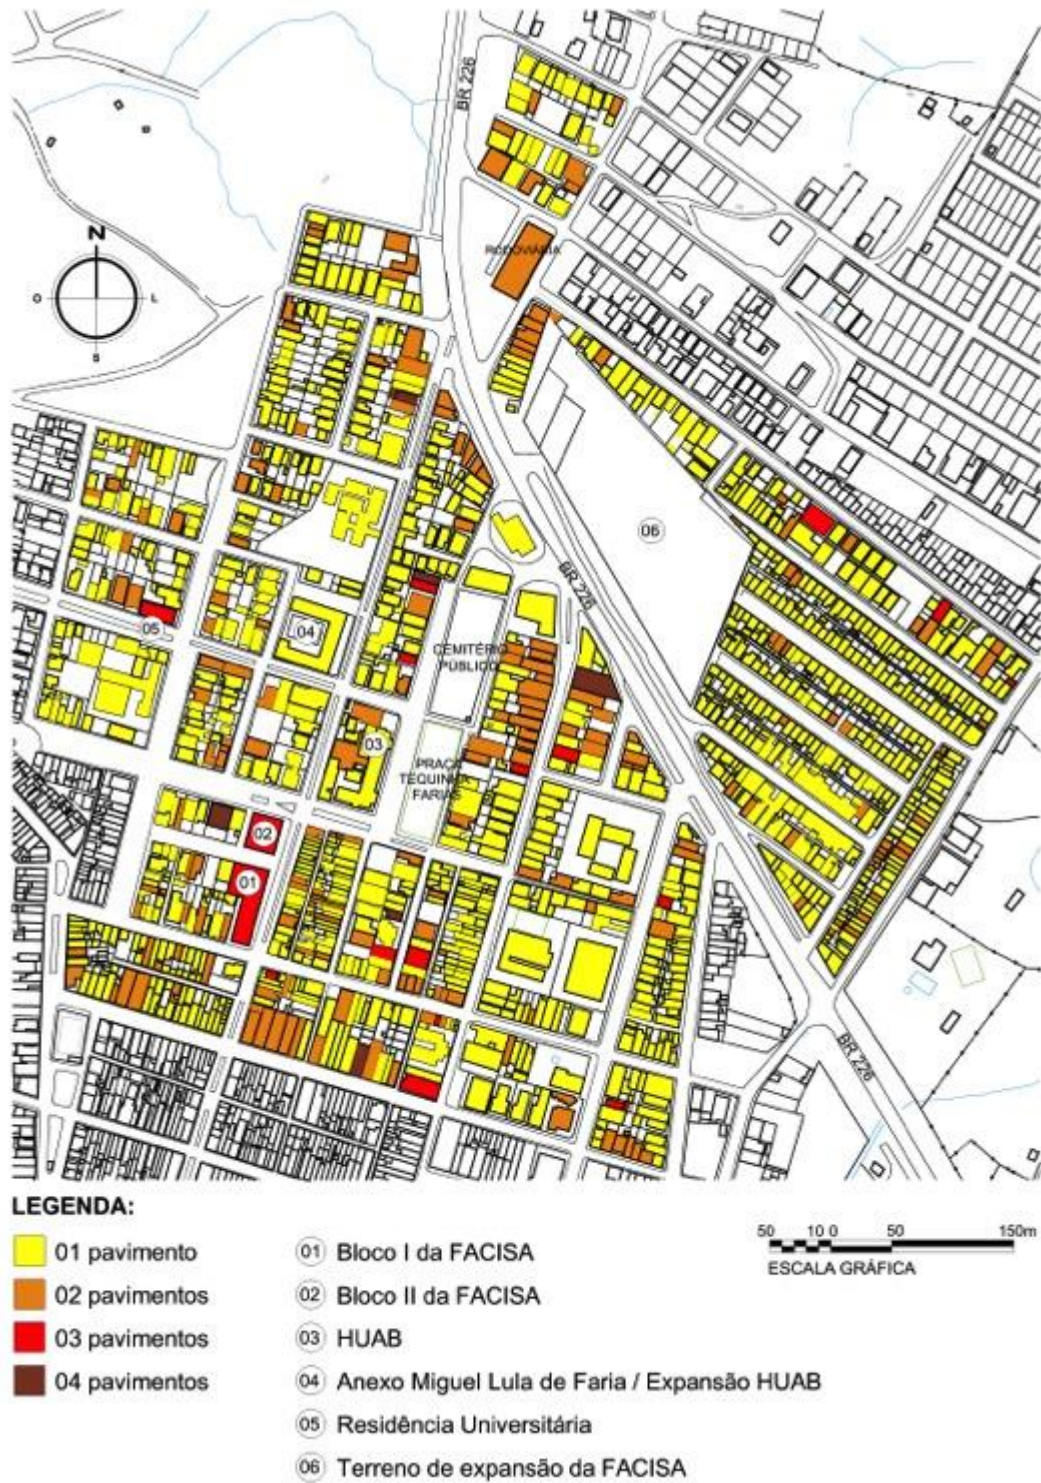 BR 226
N
RODOVIÁRIA
O
L
S
06
BR 226
05
04
CEMITÉRIO
PÚBLICO
03
PRAÇA
TEQUINHA
FARIAS
02
01
BR 226
LEGENDA:
01 pavimento
02 pavimentos
03 pavimentos
04 pavimentos
01 Bloco I da FACISA
02 Bloco II da FACISA
03 HUAB
04 Anexo Miguel Lula de Faria / Expansão HUAB
05 Residência Universitária
06 Terreno de expansão da FACISA
50 10 0 50 150m
ESCALA GRÁFICA